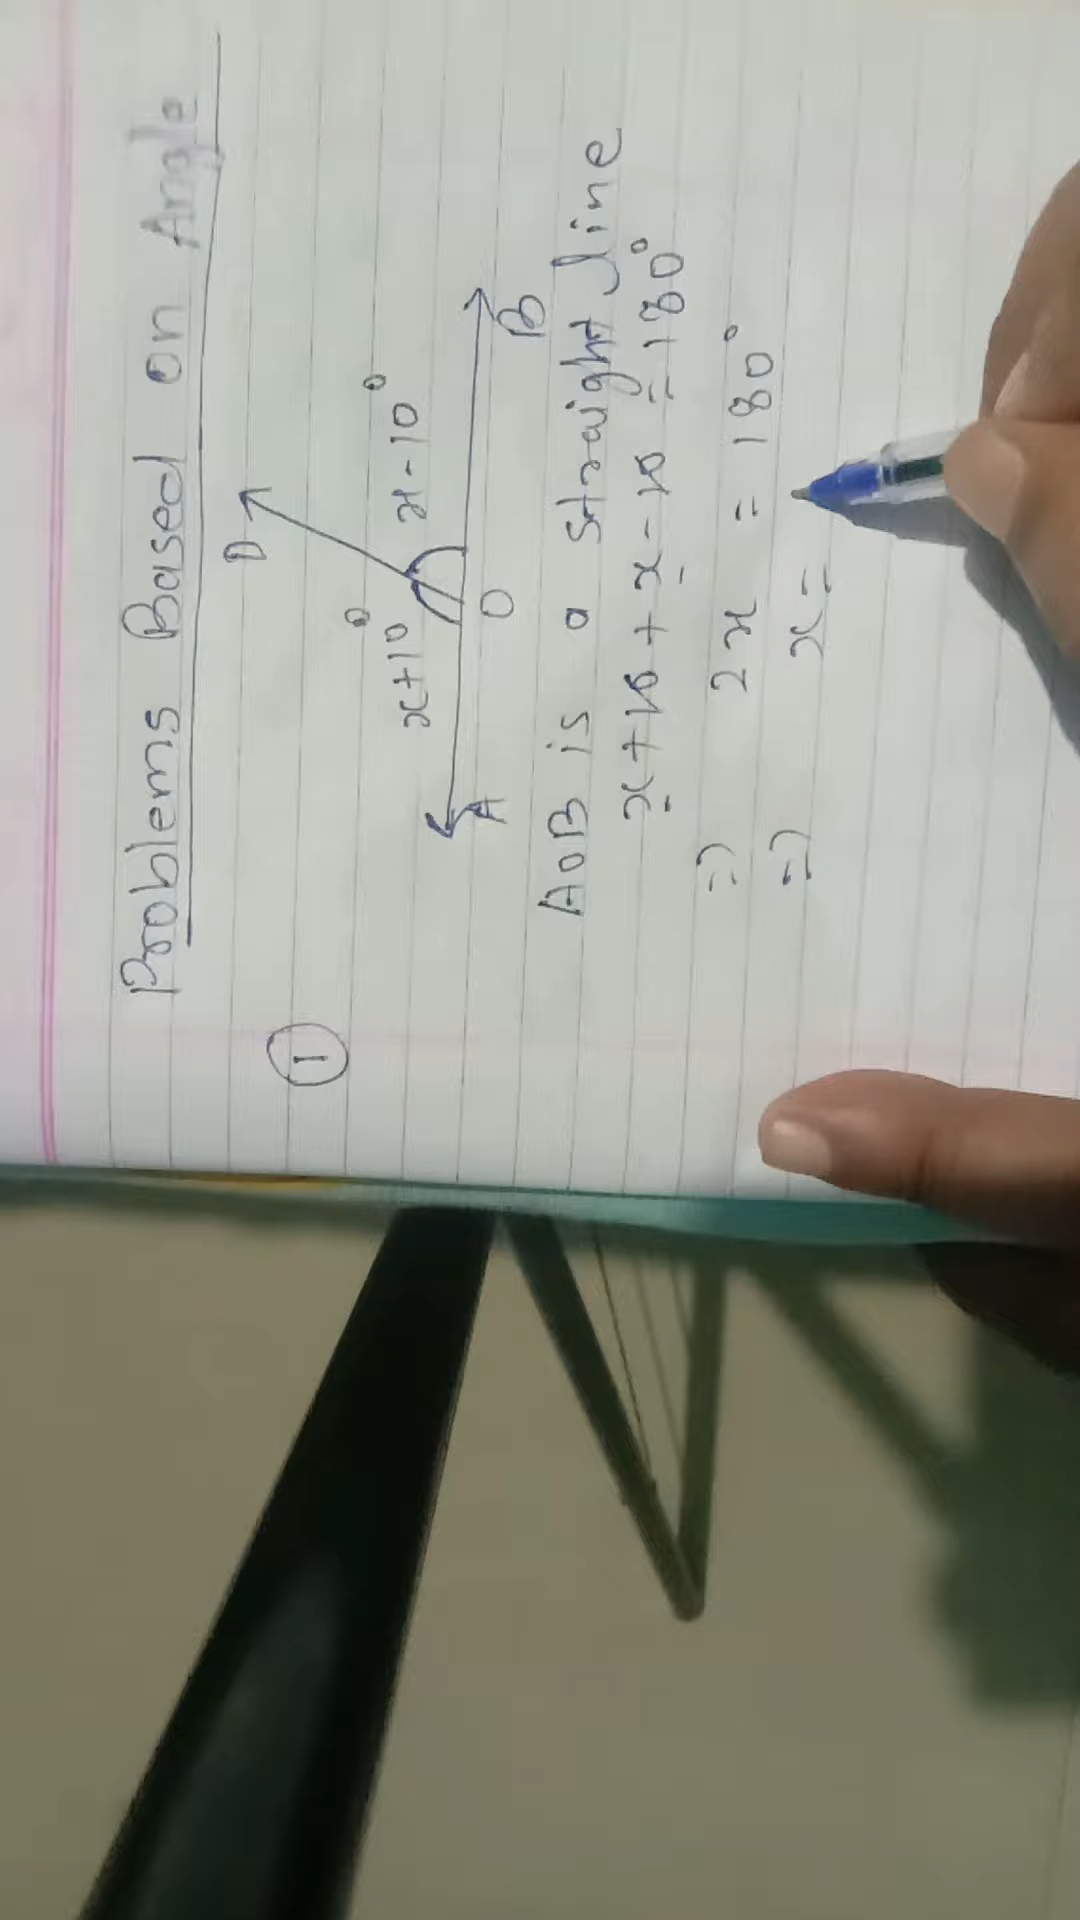 Problems Based on Angle
①
D
x+10° x-10°
A O B
AOB is a straight line
x+10+x-10=180°
=) 2x = 180°
=) x=